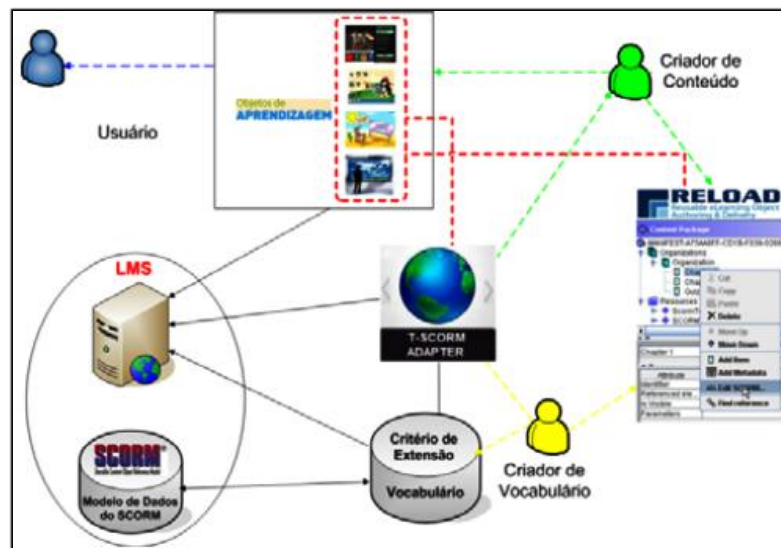 Usuário
Objetos de
APRENDIZAGEM
Criador de
Conteúdo
RELOAD
Reusable eLearning Object
Authoring & Delivery
Content Package
Organizations
Organization
Resources
Cut
Copy
Paste
Delete
Move Up
Move Down
Add Item
Add Metadata
Find reference
Chapter 1
Attribute
Identifier
Is Visible
Parameters
LMS
T-SCORM
ADAPTER
SCORM
Modelo de Dados
do SCORM
Critério de
Extensão
Vocabulário
Criador de
Vocabulário